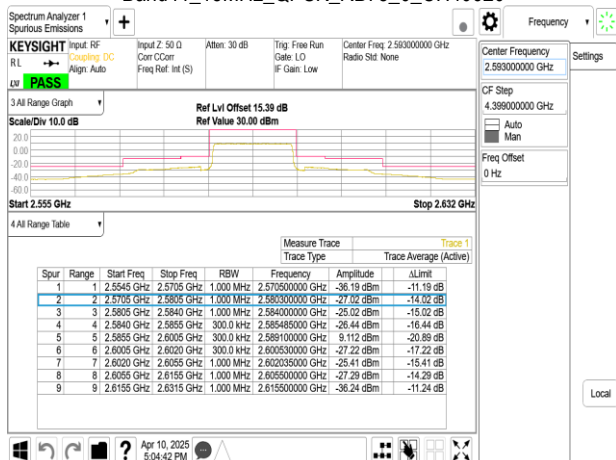 Spectrum Analyzer 1
Spurious Emissions
+
Frequency
KEYSIGHT
RL
Input: RF
Coupling: DC
Align: Auto
Input Z: 50 Ω
Corr CCorr
Freq Ref: Int (S)
Atten: 30 dB
Trig: Free Run
Gate: LO
IF Gain: Low
Center Freq: 2.593000000 GHz
Radio Std: None
PASS
3 All Range Graph
Scale/Div 10.0 dB
Ref Lvl Offset 15.39 dB
Ref Value 30.00 dBm
20.0
0.00
-20.0
-40.0
-60.0
Start 2.555 GHz
Stop 2.632 GHz
4 All Range Table
Measure Trace Trace 1
Trace Type Trace Average (Active)
Spur Range Start Freq Stop Freq RBW Frequency Amplitude ΔLimit
1 1 2.5545 GHz 2.5705 GHz 1.000 MHz 2.570500000 GHz -36.19 dBm -11.19 dB
2 2 2.5705 GHz 2.5805 GHz 1.000 MHz 2.580300000 GHz -27.02 dBm -14.02 dB
3 3 2.5805 GHz 2.5840 GHz 1.000 MHz 2.584000000 GHz -25.02 dBm -15.02 dB
4 4 2.5840 GHz 2.5855 GHz 300.0 kHz 2.585485000 GHz -26.44 dBm -16.44 dB
5 5 2.5855 GHz 2.6005 GHz 300.0 kHz 2.589100000 GHz 9.112 dBm -20.89 dB
6 6 2.6005 GHz 2.6020 GHz 300.0 kHz 2.600530000 GHz -27.22 dBm -17.22 dB
7 7 2.6020 GHz 2.6055 GHz 1.000 MHz 2.602035000 GHz -25.41 dBm -15.41 dB
8 8 2.6055 GHz 2.6155 GHz 1.000 MHz 2.605500000 GHz -27.29 dBm -14.29 dB
9 9 2.6155 GHz 2.6315 GHz 1.000 MHz 2.615500000 GHz -36.24 dBm -11.24 dB
Center Frequency
2.593000000 GHz
Settings
CF Step
4.399000000 GHz
Auto
Man
Freq Offset
0 Hz
Local
?
Apr 10, 2025
5:04:42 PM